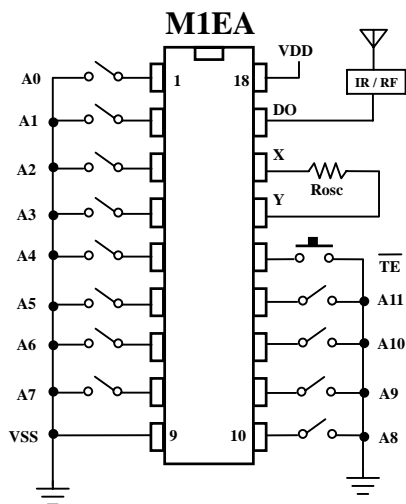 M1EA
VDD
A0 1 18 IR / RF
A1 DO
A2 X
Rosc
A3 Y
A4 TE
A5 A11
A6 A10
A7 A9
VSS 9 10 A8